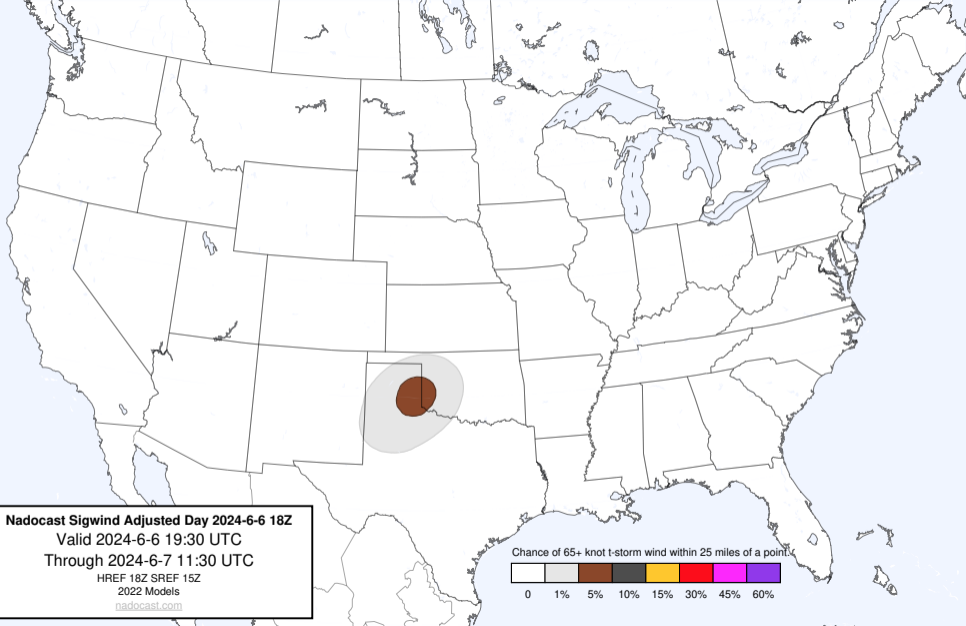 Nadocast Sigwind Adjusted Day 2024-6-6 18Z
Valid 2024-6-6 19:30 UTC
Through 2024-6-7 11:30 UTC
HREF 18Z SREF 15Z
2022 Models
nadocast.com
Chance of 65+ knot t-storm wind within 25 miles of a point.
0 1% 5% 10% 15% 30% 45% 60%